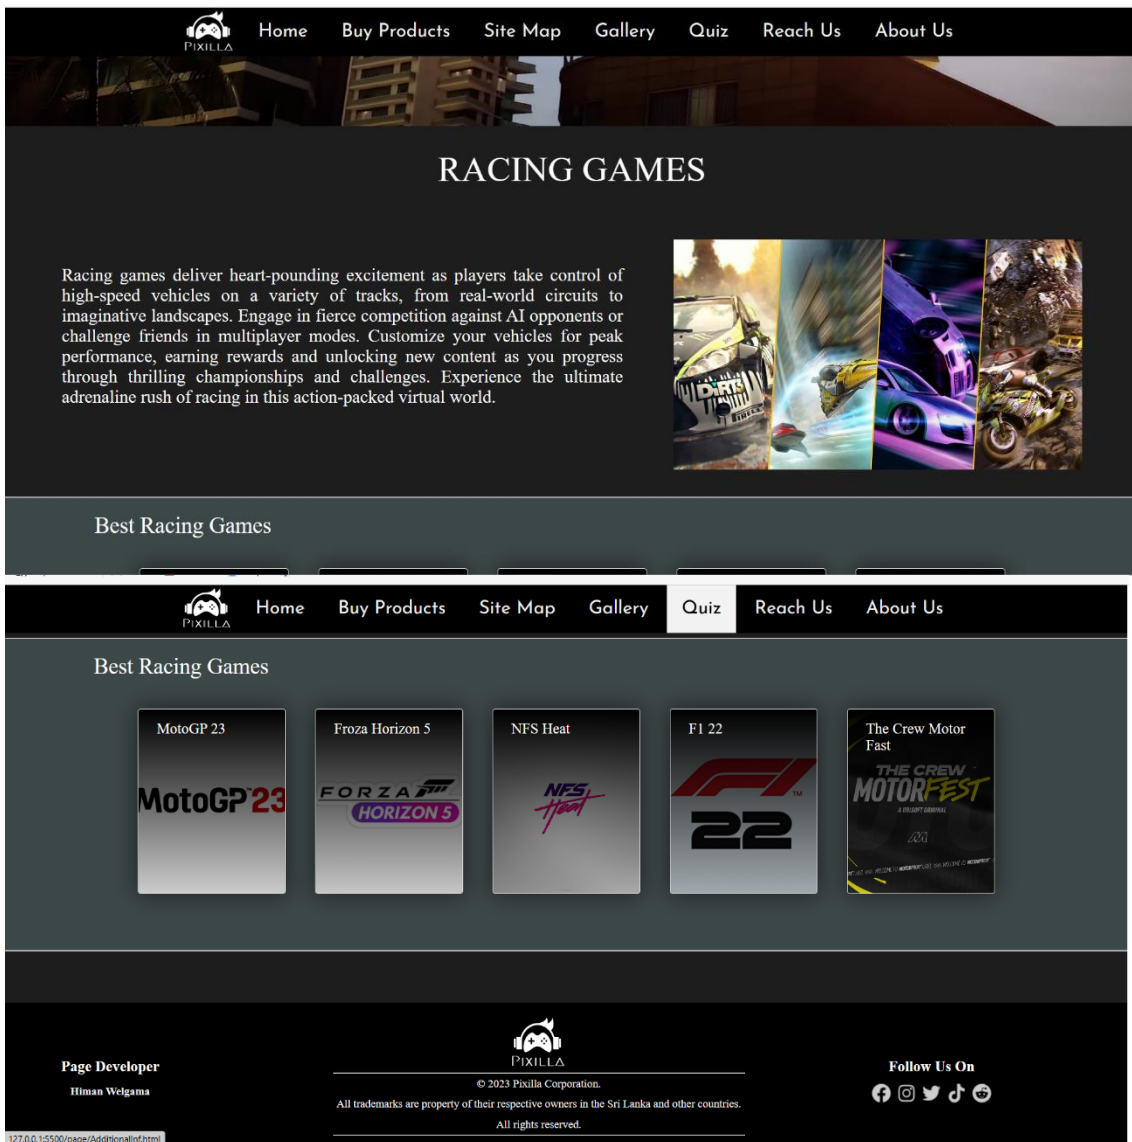 PIXILLA
Home Buy Products Site Map Gallery Quiz Reach Us About Us
RACING GAMES
Racing games deliver heart-pounding excitement as players take control of
high-speed vehicles on a variety of tracks, from real-world circuits to
imaginative landscapes. Engage in fierce competition against AI opponents or
challenge friends in multiplayer modes. Customize your vehicles for peak
performance, earning rewards and unlocking new content as you progress
through thrilling championships and challenges. Experience the ultimate
adrenaline rush of racing in this action-packed virtual world.
DiRT3
Best Racing Games
PIXILLA
Home Buy Products Site Map Gallery Quiz Reach Us About Us
Best Racing Games
MotoGP 23
MotoGP™23
Froza Horizon 5
FORZA
HORIZON 5
NFS Heat
NFS
Heat
F1 22
F1 ™
22
The Crew Motor
Fast
THE CREW
MOTORFEST
A UBISOFT ORIGINAL
PIXILLA
Page Developer
Himan Welgama
© 2023 Pixilla Corporation.
All trademarks are property of their respective owners in the Sri Lanka and other countries.
All rights reserved.
Follow Us On
127.0.0.1:5500/page/AdditionalInf.html